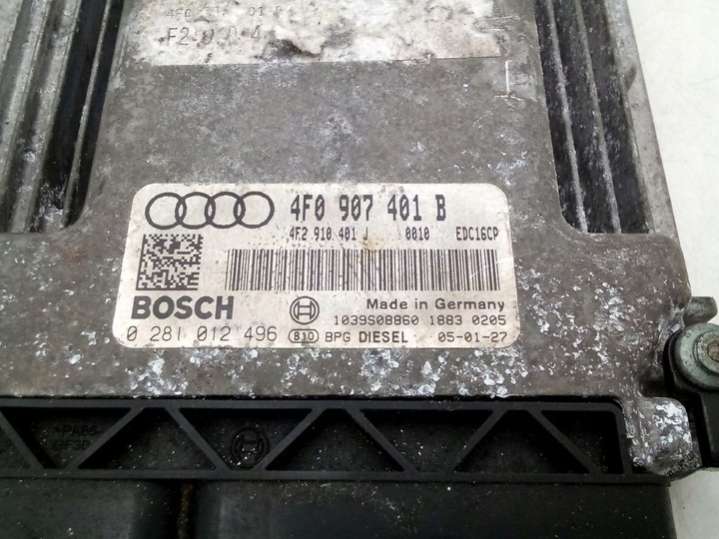 4F0 907 401 B
4F2 910 401 J 0010 EDC16CP
BOSCH
Made in Germany
1039S08860 1883 0205
0 281 012 496 B10 BPG DIESEL 05-01-27